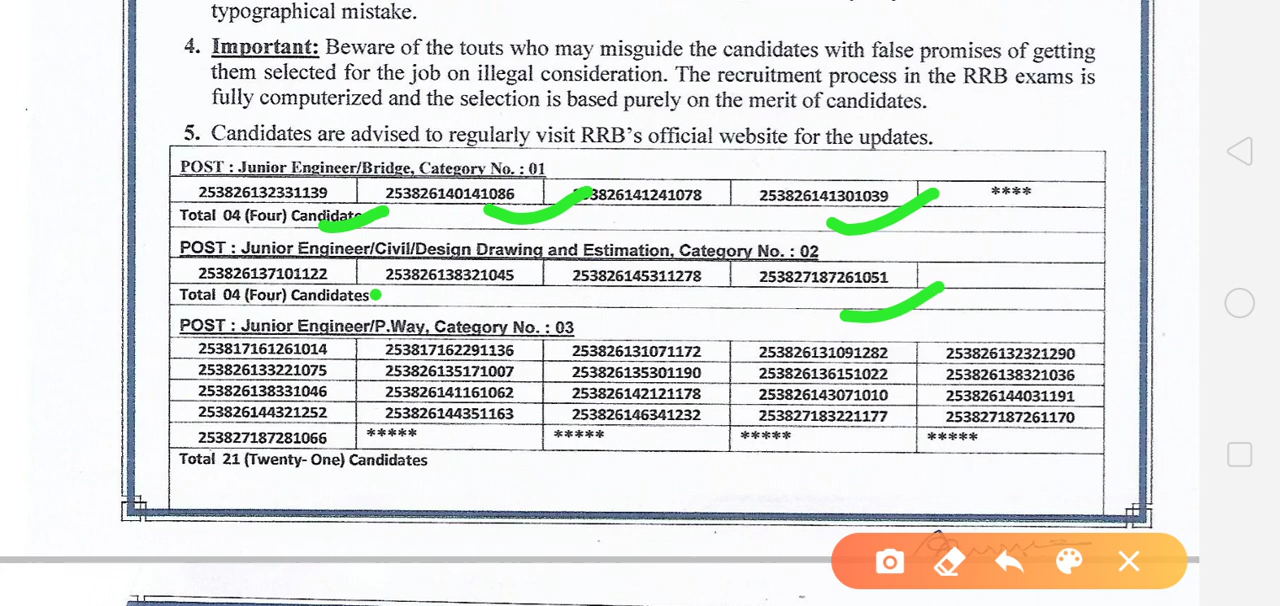 typographical mistake.
4. Important: Beware of the touts who may misguide the candidates with false promises of getting
them selected for the job on illegal consideration. The recruitment process in the RRB exams is
fully computerized and the selection is based purely on the merit of candidates.
5. Candidates are advised to regularly visit RRB's official website for the updates.
POST : Junior Engineer/Bridge, Category No. : 01
253826132331139 253826140141086 3826141241078 253826141301039 ****
Total 04 (Four) Candidate
POST : Junior Engineer/Civil/Design Drawing and Estimation, Category No. : 02
253826137101122 253826138321045 253826145311278 253827187261051
Total 04 (Four) Candidates
POST : Junior Engineer/P.Way, Category No. : 03
253817161261014 253817162291136 253826131071172 253826131091282 253826132321290
253826133221075 253826135171007 253826135301190 253826136151022 253826138321036
253826138331046 253826141161062 253826142121178 253826143071010 253826144031191
253826144321252 253826144351163 253826146341232 253827183221177 253827187261170
253827187281066 ***** ***** ***** *****
Total 21 (Twenty- One) Candidates